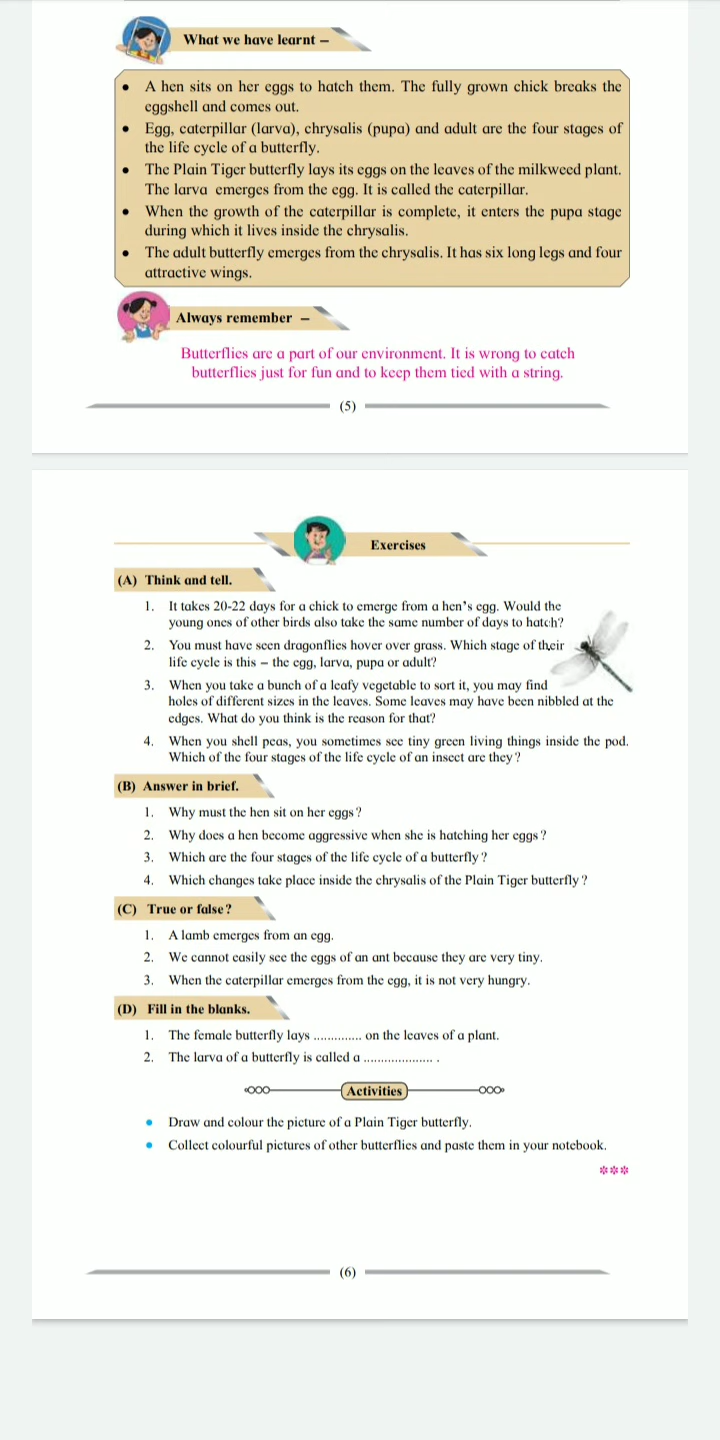 What we have learnt –
• A hen sits on her eggs to hatch them. The fully grown chick breaks the
eggshell and comes out.
• Egg, caterpillar (larva), chrysalis (pupa) and adult are the four stages of
the life cycle of a butterfly.
• The Plain Tiger butterfly lays its eggs on the leaves of the milkweed plant.
The larva emerges from the egg. It is called the caterpillar.
• When the growth of the caterpillar is complete, it enters the pupa stage
during which it lives inside the chrysalis.
• The adult butterfly emerges from the chrysalis. It has six long legs and four
attractive wings.
Always remember –
Butterflies are a part of our environment. It is wrong to catch
butterflies just for fun and to keep them tied with a string.
(5)
Exercises
(A) Think and tell.
1. It takes 20-22 days for a chick to emerge from a hen's egg. Would the
young ones of other birds also take the same number of days to hatch?
2. You must have seen dragonflies hover over grass. Which stage of their
life cycle is this – the egg, larva, pupa or adult?
3. When you take a bunch of a leafy vegetable to sort it, you may find
holes of different sizes in the leaves. Some leaves may have been nibbled at the
edges. What do you think is the reason for that?
4. When you shell peas, you sometimes see tiny green living things inside the pod.
Which of the four stages of the life cycle of an insect are they?
(B) Answer in brief.
1. Why must the hen sit on her eggs?
2. Why does a hen become aggressive when she is hatching her eggs?
3. Which are the four stages of the life cycle of a butterfly?
4. Which changes take place inside the chrysalis of the Plain Tiger butterfly?
(C) True or false?
1. A lamb emerges from an egg.
2. We cannot easily see the eggs of an ant because they are very tiny.
3. When the caterpillar emerges from the egg, it is not very hungry.
(D) Fill in the blanks.
1. The female butterfly lays .............. on the leaves of a plant.
2. The larva of a butterfly is called a .................... .
Activities
• Draw and colour the picture of a Plain Tiger butterfly.
• Collect colourful pictures of other butterflies and paste them in your notebook.
***
(6)